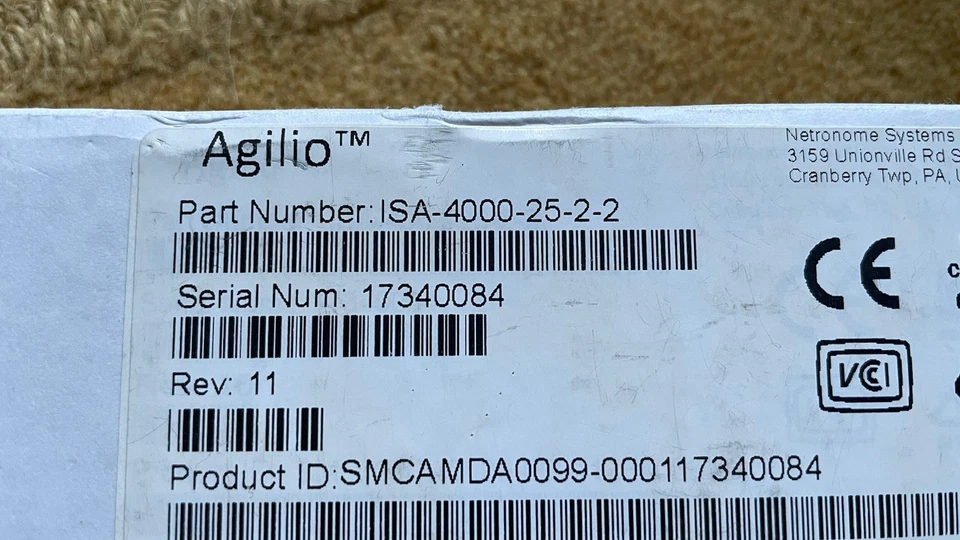 Agilio™
Netronome Systems
3159 Unionville Rd
Cranberry Twp, PA,
Part Number: ISA-4000-25-2-2
Serial Num: 17340084
Rev: 11
Product ID: SMCAMDA0099-000117340084
CE
VCI